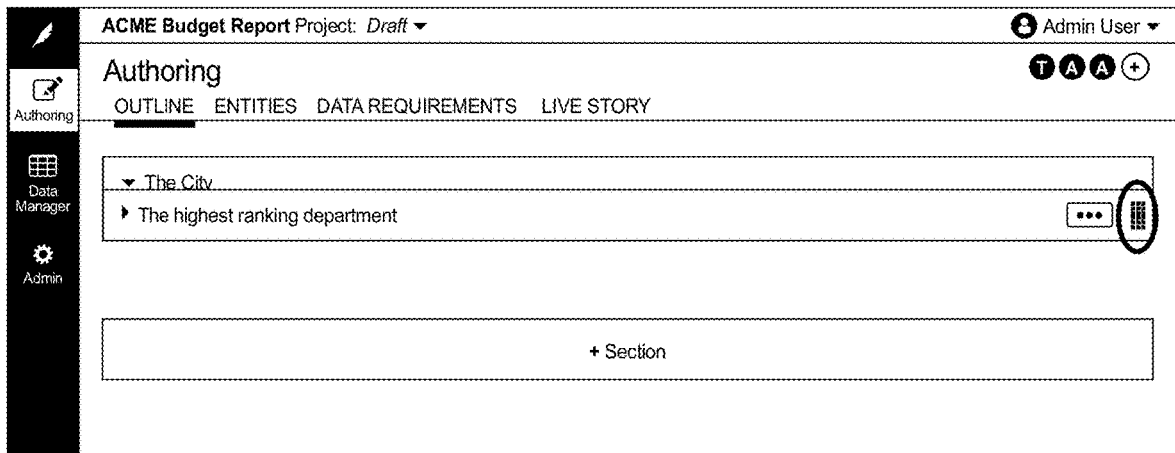 ACME Budget Report Project: Draft
Admin User
Authoring
T A A +
OUTLINE ENTITIES DATA REQUIREMENTS LIVE STORY
Authoring
Data
Manager
Admin
The City
The highest ranking department
•••
+ Section